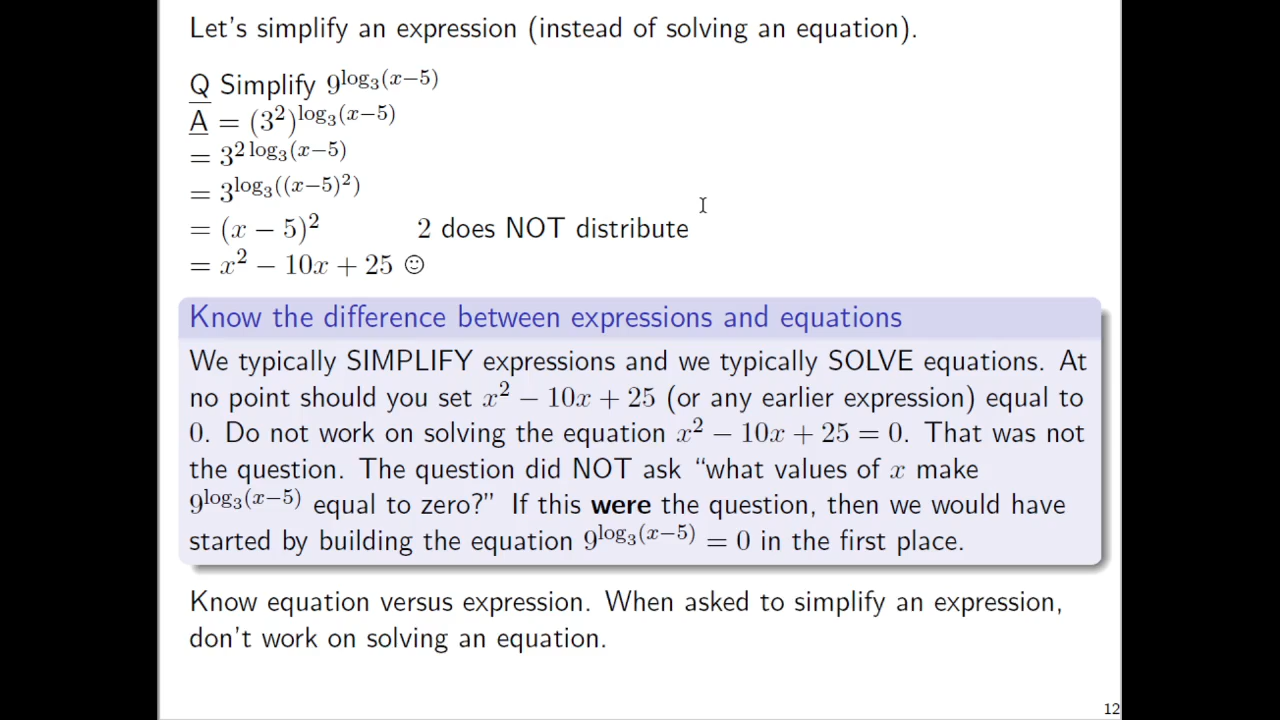 Let's simplify an expression (instead of solving an equation).
Q Simplify $9^{\log_3(x-5)}$
A $= (3^2)^{\log_3(x-5)}$
$= 3^{2\log_3(x-5)}$
$= 3^{\log_3((x-5)^2)}$
$= (x-5)^2$ 2 does NOT distribute
$= x^2 - 10x + 25$ ☺
Know the difference between expressions and equations
We typically SIMPLIFY expressions and we typically SOLVE equations. At
no point should you set $x^2 - 10x + 25$ (or any earlier expression) equal to
0. Do not work on solving the equation $x^2 - 10x + 25 = 0$. That was not
the question. The question did NOT ask “what values of $x$ make
$9^{\log_3(x-5)}$ equal to zero?” If this were the question, then we would have
started by building the equation $9^{\log_3(x-5)} = 0$ in the first place.
Know equation versus expression. When asked to simplify an expression,
don't work on solving an equation.
12